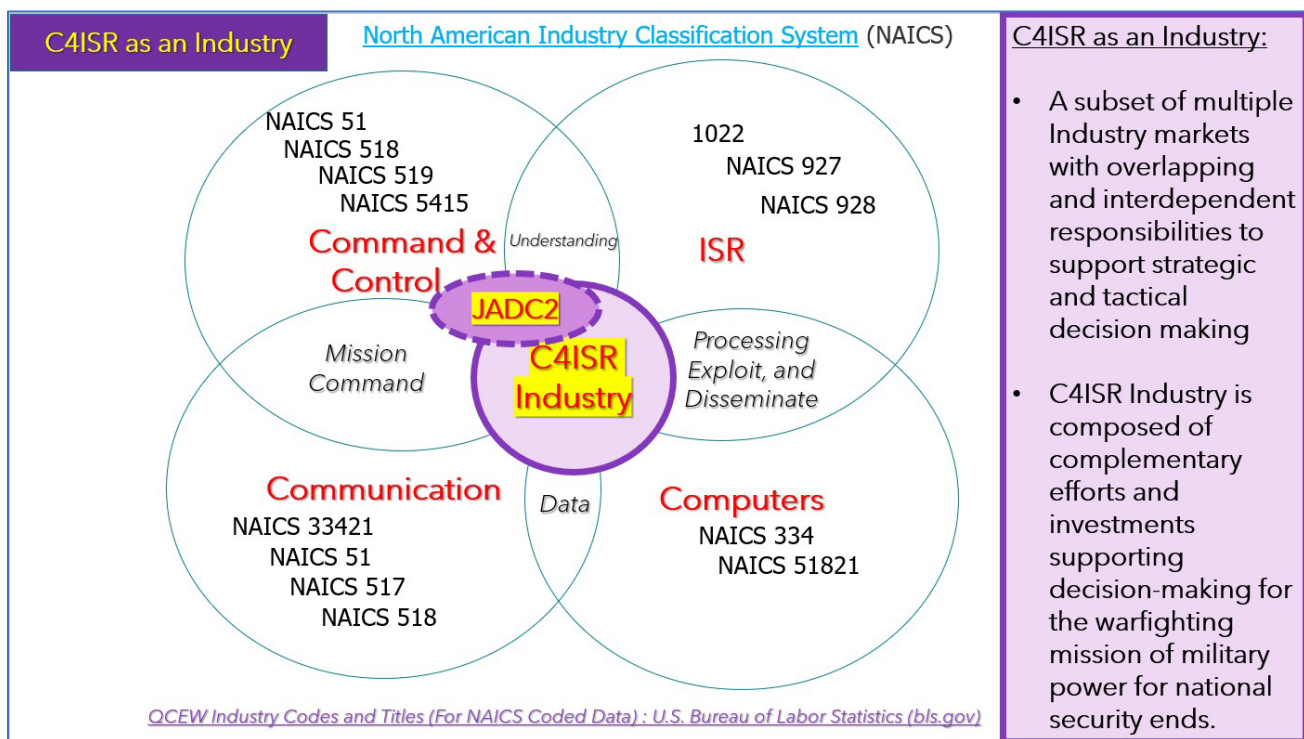 C4ISR as an Industry
North American Industry Classification System (NAICS)
NAICS 51
NAICS 518
NAICS 519
NAICS 5415
Command &
Control
Understanding
1022
NAICS 927
NAICS 928
ISR
JADC2
C4ISR
Industry
Mission
Command
Processing
Exploit, and
Disseminate
Communication
NAICS 33421
NAICS 51
NAICS 517
NAICS 518
Data
Computers
NAICS 334
NAICS 51821
QCEW Industry Codes and Titles (For NAICS Coded Data) : U.S. Bureau of Labor Statistics (bls.gov)
C4ISR as an Industry:
• A subset of multiple
Industry markets
with overlapping
and interdependent
responsibilities to
support strategic
and tactical
decision making
• C4ISR Industry is
composed of
complementary
efforts and
investments
supporting
decision-making for
the warfighting
mission of military
power for national
security ends.